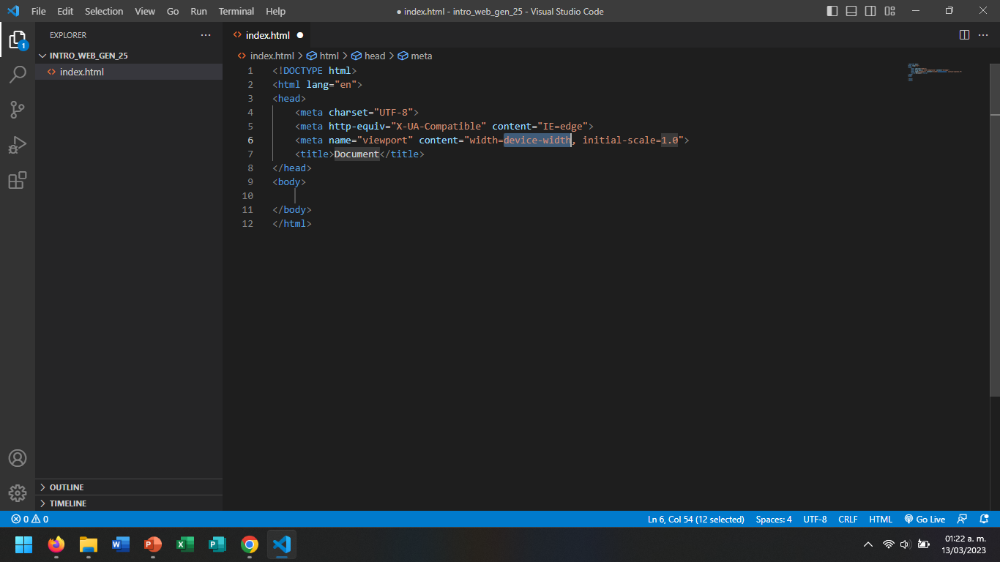 File Edit Selection View Go Run Terminal Help
● index.html - intro_web_gen_25 - Visual Studio Code
EXPLORER
INTRO_WEB_GEN_25
index.html
OUTLINE
TIMELINE
index.html
index.html > html > head > meta
1 <!DOCTYPE html>
2 <html lang="en">
3 <head>
4     <meta charset="UTF-8">
5     <meta http-equiv="X-UA-Compatible" content="IE=edge">
6     <meta name="viewport" content="width=device-width, initial-scale=1.0">
7     <title>Document</title>
8 </head>
9 <body>
10
11 </body>
12 </html>
1
0 0
Ln 6, Col 54 (12 selected) Spaces: 4 UTF-8 CRLF HTML Go Live
W P X P
01:22 a. m.
13/03/2023